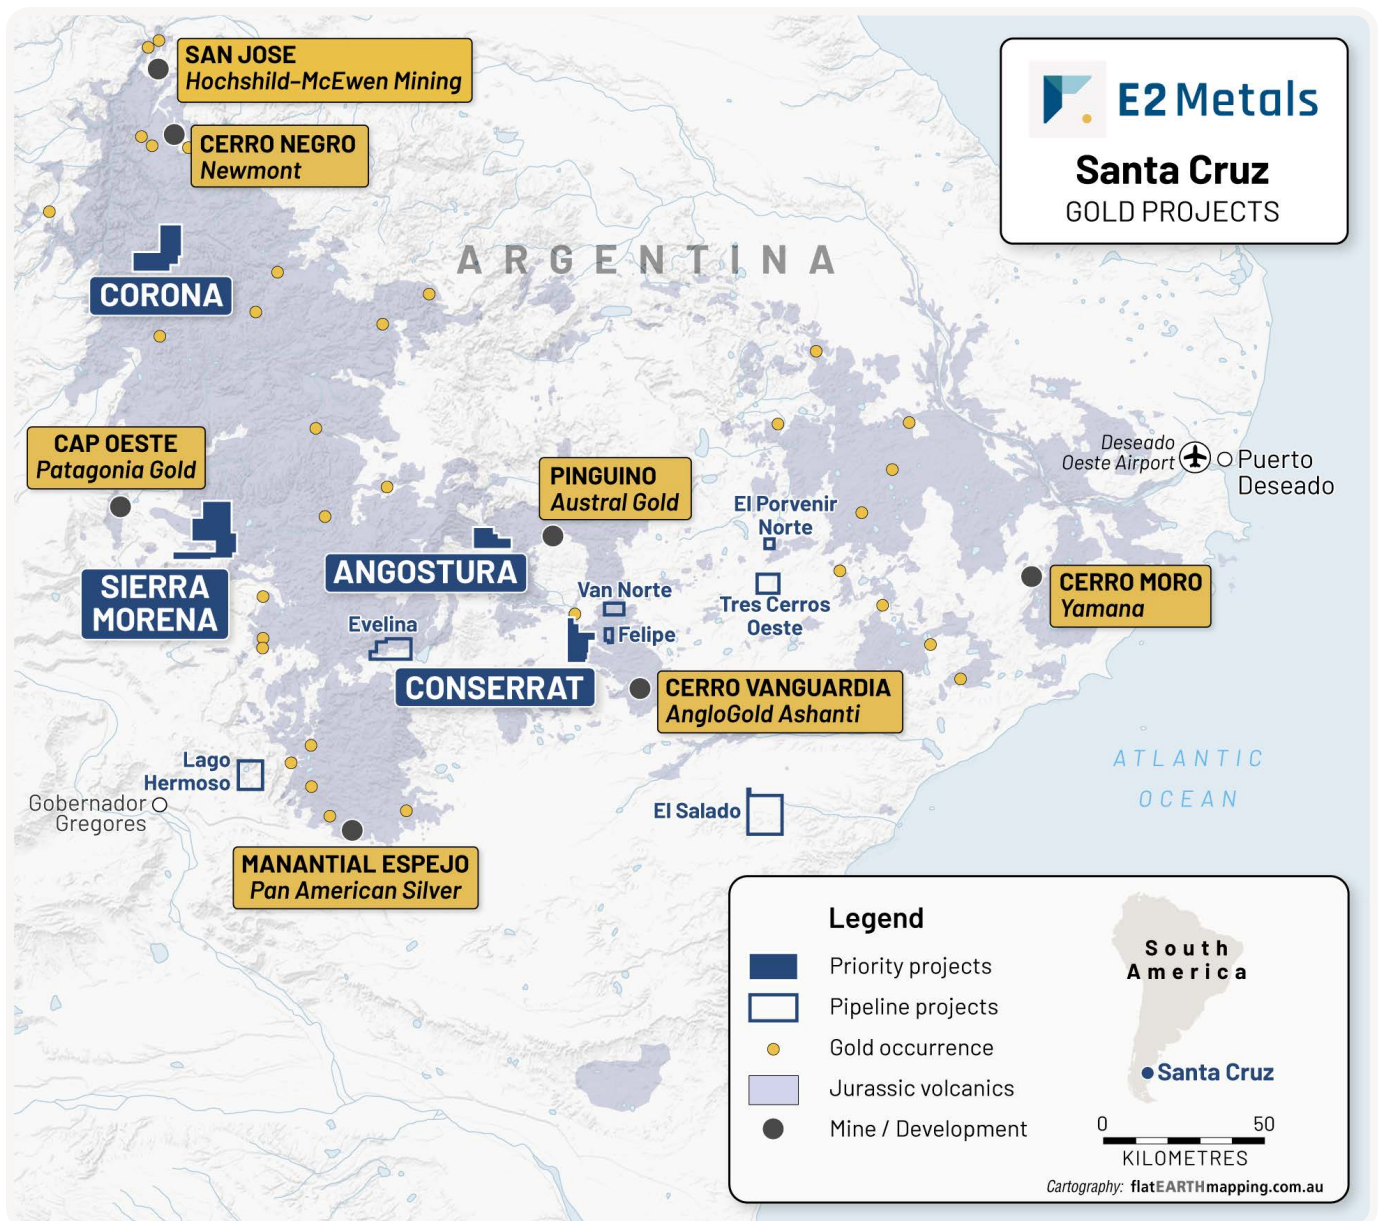 SAN JOSE
Hochshild–McEwen Mining
CERRO NEGRO
Newmont
E2 Metals
Santa Cruz
GOLD PROJECTS
ARGENTINA
CORONA
CAP OESTE
Patagonia Gold
PINGUINO
Austral Gold
Deseado
Oeste Airport
Puerto
Deseado
El Porvenir
Norte
ANGOSTURA
SIERRA
MORENA
Van Norte
Tres Cerros
Oeste
CERRO MORO
Yamana
Evelina
Felipe
CONSERRAT
CERRO VANGUARDIA
AngloGold Ashanti
Lago
Hermoso
Gobernador
Gregores
El Salado
ATLANTIC
OCEAN
MANANTIAL ESPEJO
Pan American Silver
Legend
Priority projects
Pipeline projects
Gold occurrence
Jurassic volcanics
Mine / Development
South
America
Santa Cruz
0 50
KILOMETRES
Cartography: flatEARTHmapping.com.au